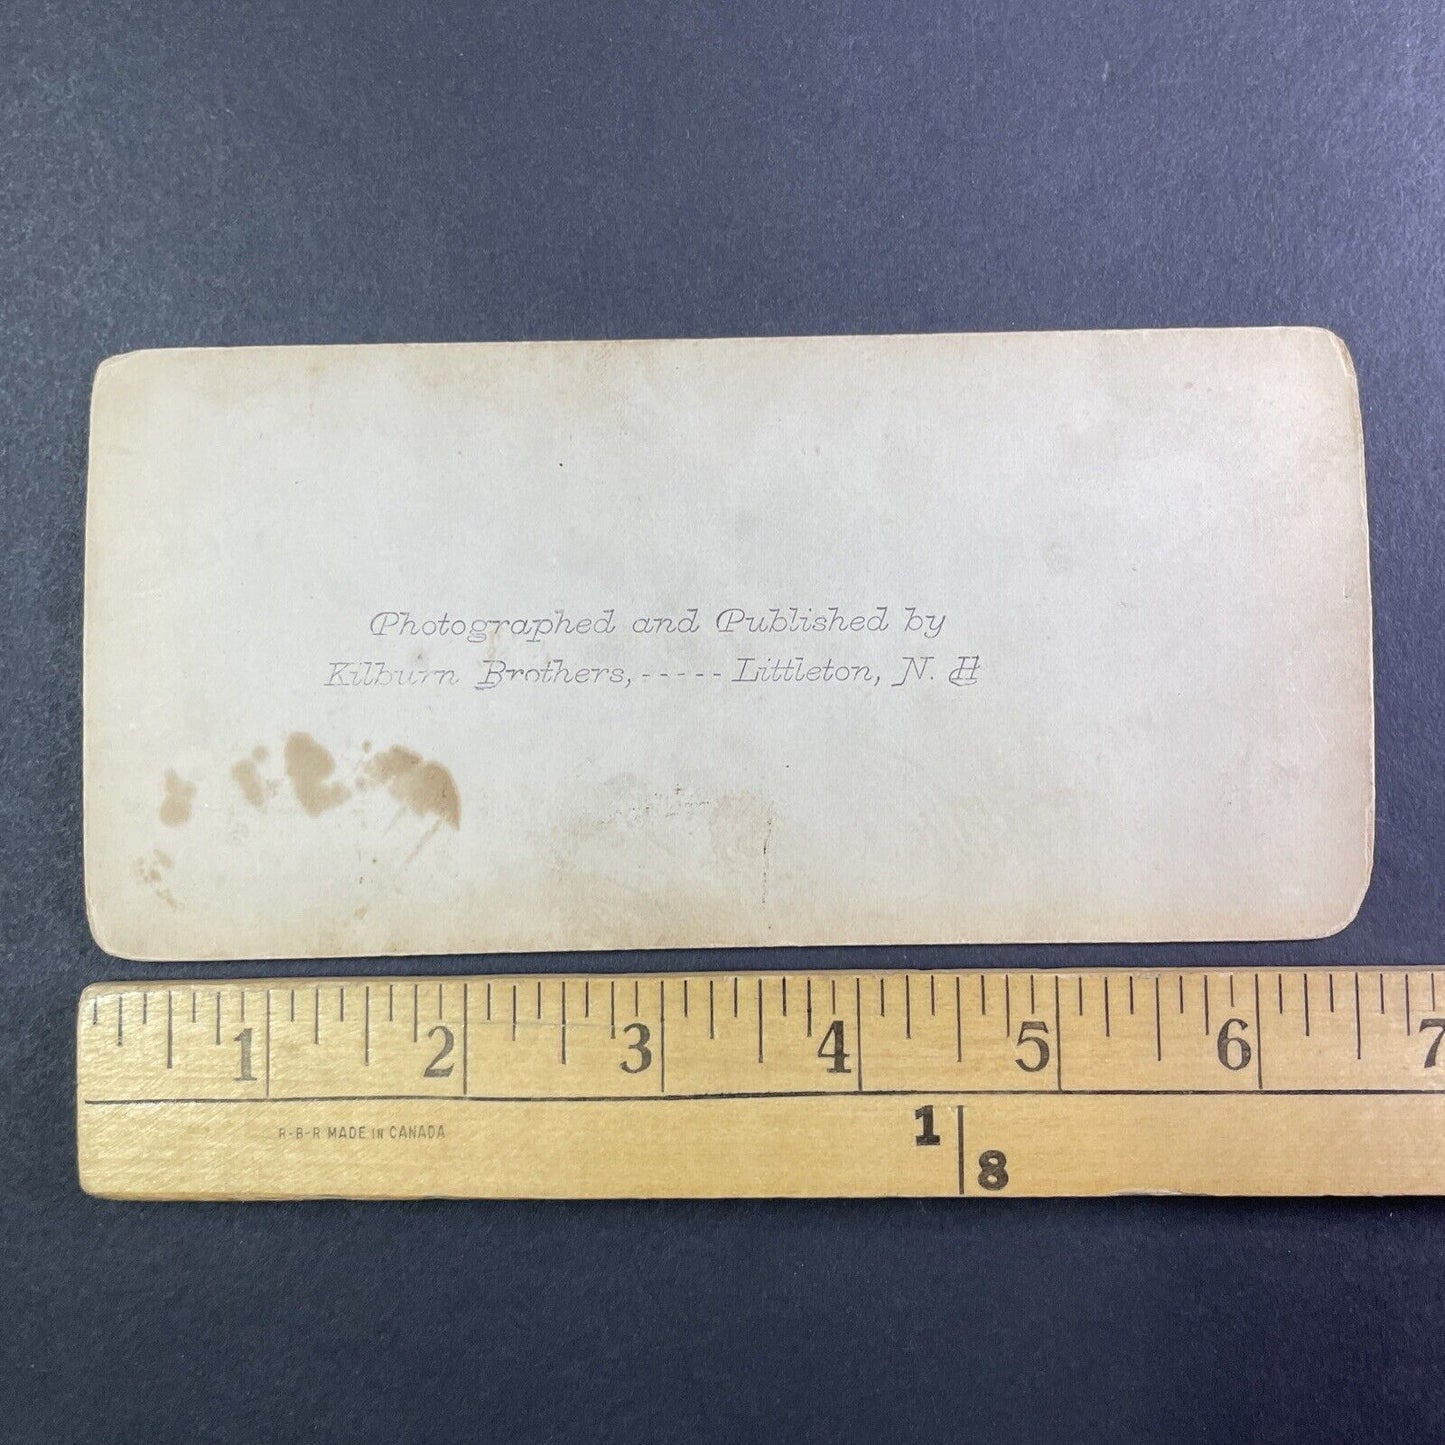 Photographed and Published by
Kilburn Brothers, ----- Littleton, N. H
1 2 3 4 5 6 7
R-B-R MADE IN CANADA
1
8